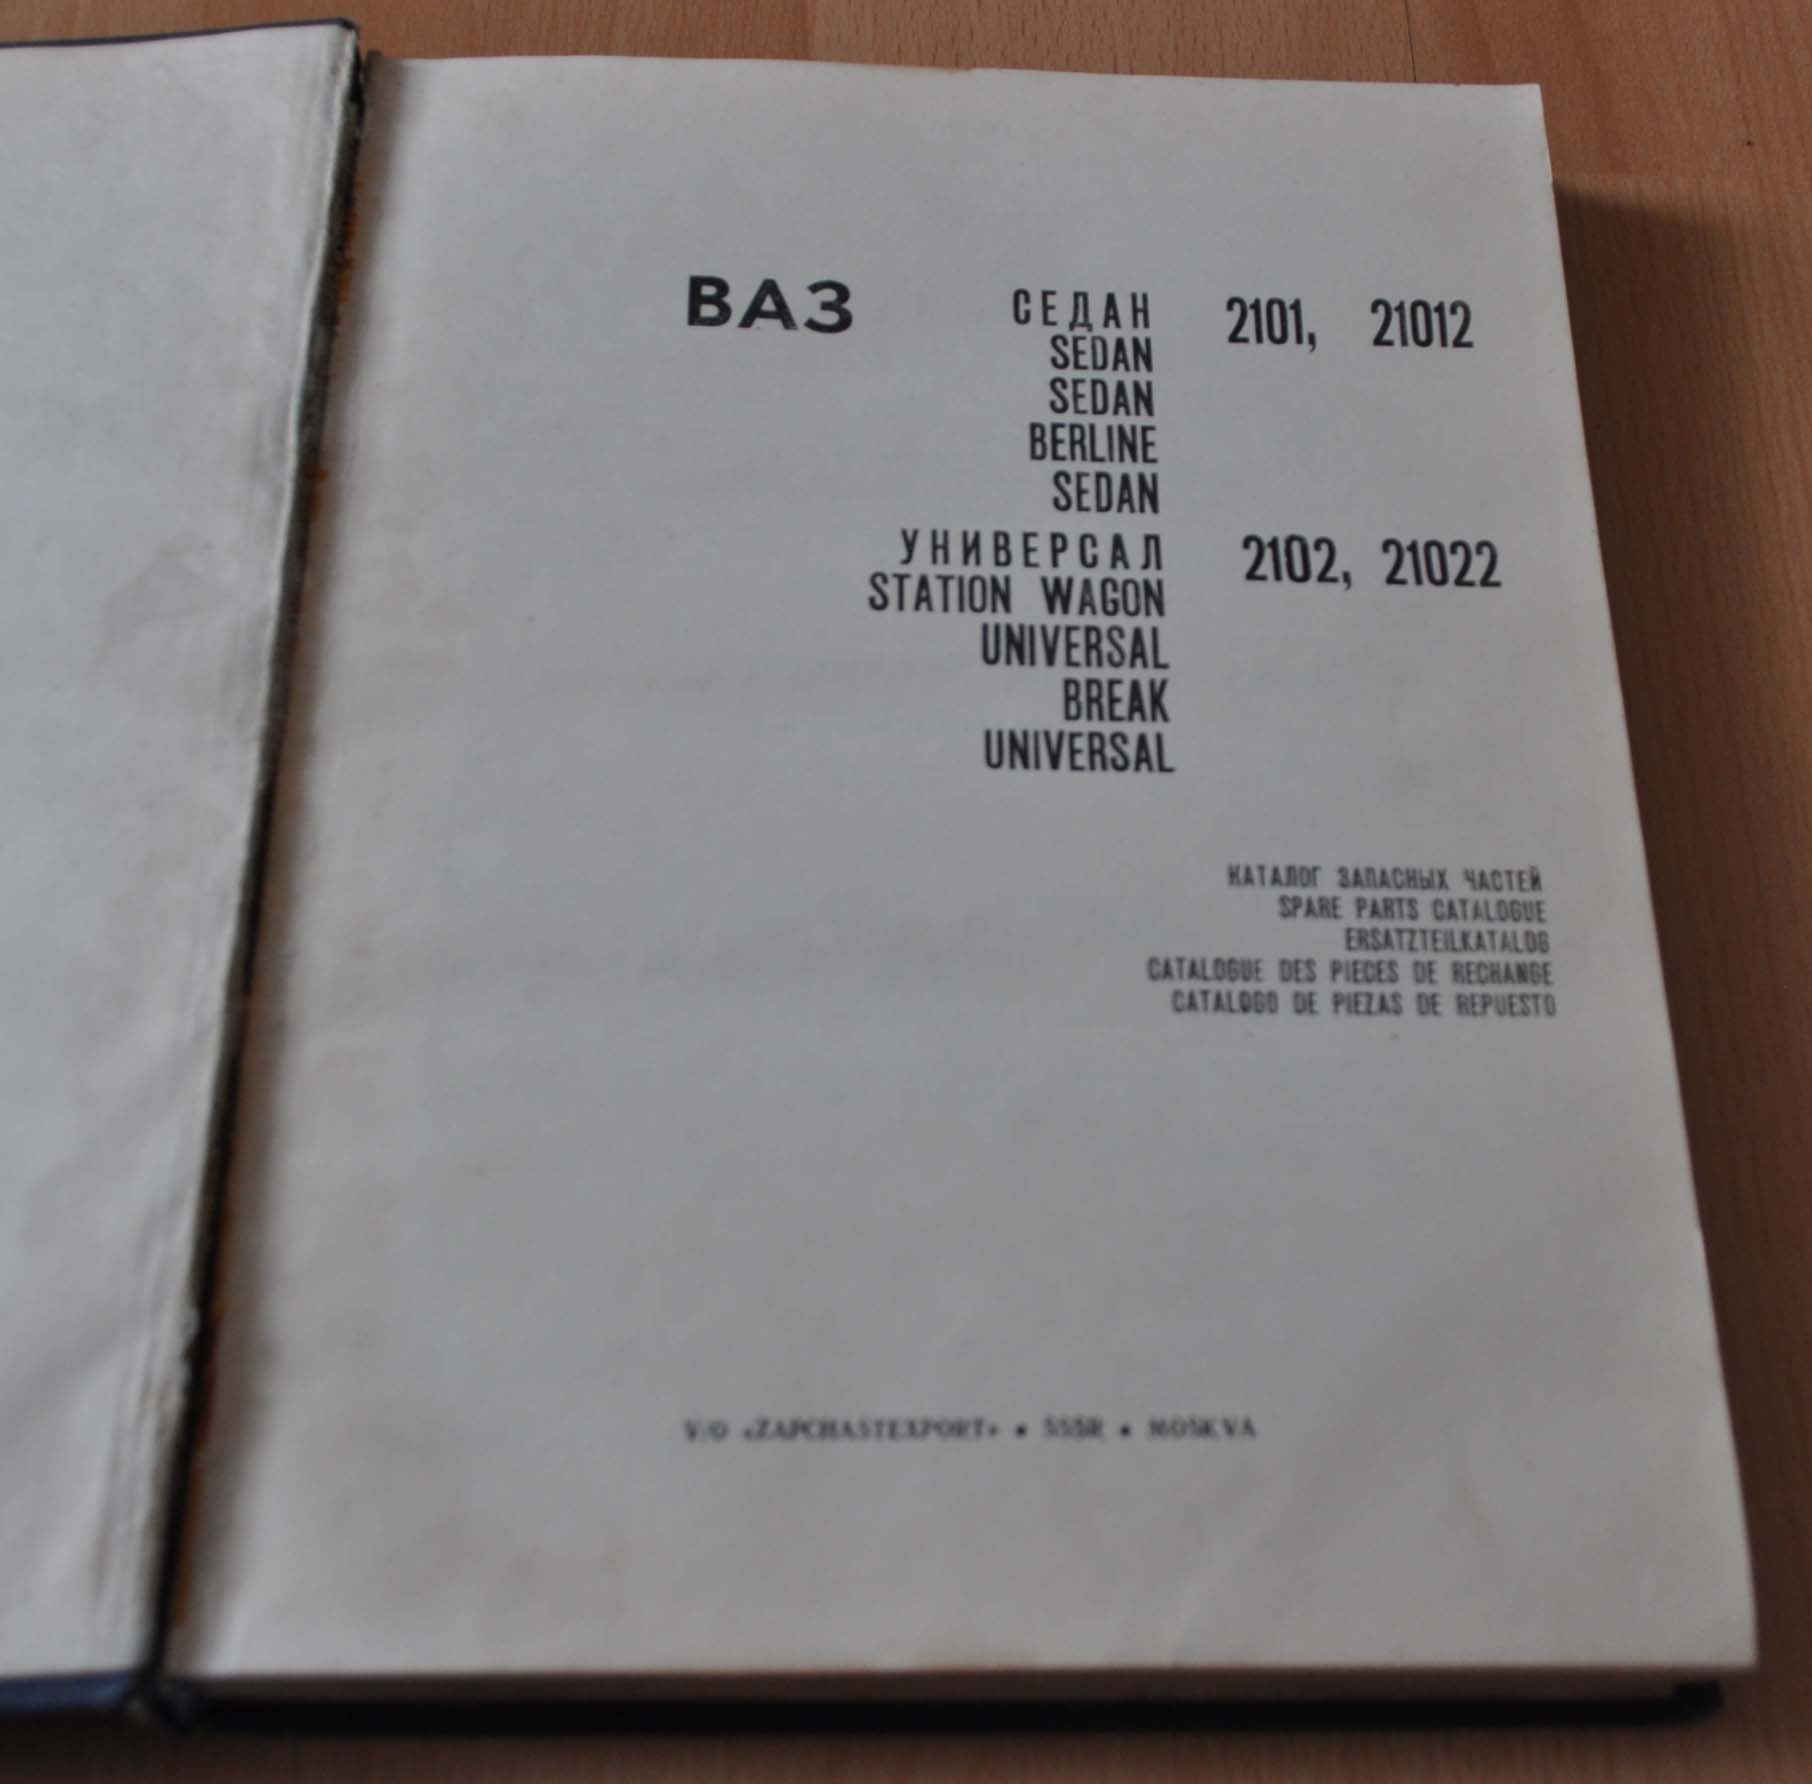 ВАЗ СЕДАН 2101, 21012
SEDAN
SEDAN
BERLINE
SEDAN
УНИВЕРСАЛ 2102, 21022
STATION WAGON
UNIVERSAL
BREAK
UNIVERSAL
КАТАЛОГ ЗАПАСНЫХ ЧАСТЕЙ
SPARE PARTS CATALOGUE
ERSATZTEILKATALOG
CATALOGUE DES PIECES DE RECHANGE
CATALOGO DE PIEZAS DE REPUESTO
V/O «ZAPCHASTEXPORT» • SSSR • MOSKVA